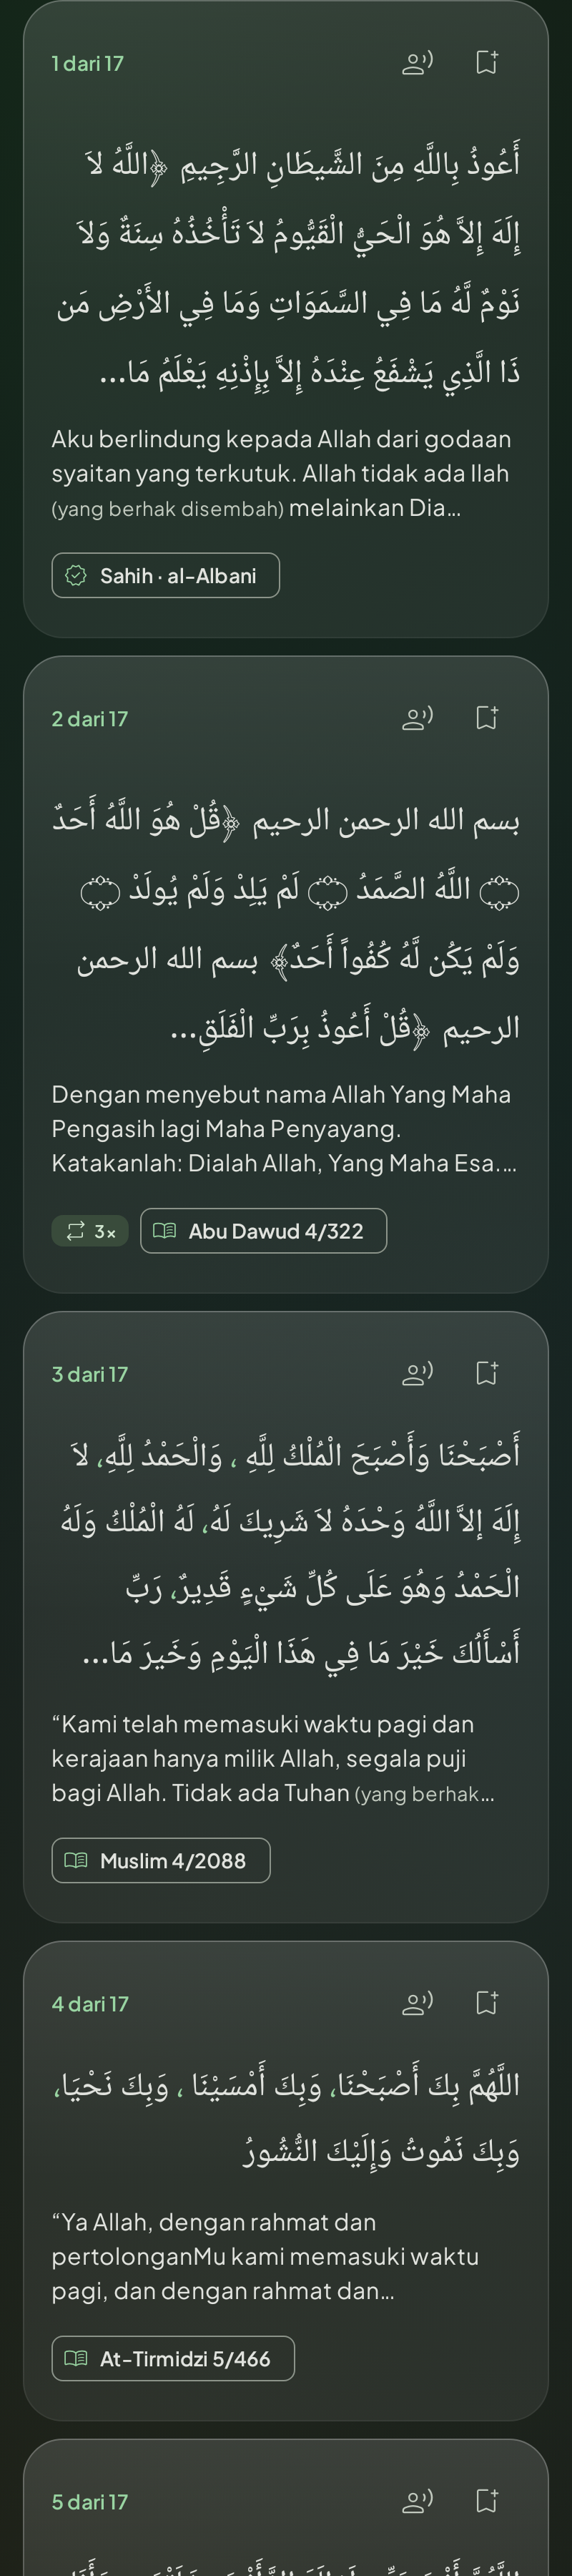 1 dari 17
أَعُوذُ بِاللَّهِ مِنَ الشَّيطَانِ الرَّجِيمِ ﴿اللَّهُ لاَ
إِلَهَ إِلاَّ هُوَ الْحَيُّ الْقَيُّومُ لاَ تَأْخُذُهُ سِنَةٌ وَلاَ
نَوْمٌ لَّهُ مَا فِي السَّمَوَاتِ وَمَا فِي الأَرْضِ مَن
ذَا الَّذِي يَشْفَعُ عِنْدَهُ إِلاَّ بِإِذْنِهِ يَعْلَمُ مَا...
Aku berlindung kepada Allah dari godaan
syaitan yang terkutuk. Allah tidak ada Ilah
(yang berhak disembah) melainkan Dia...
Sahih · al-Albani
2 dari 17
بسم الله الرحمن الرحيم ﴿قُلْ هُوَ اللَّهُ أَحَدٌ
۝ اللَّهُ الصَّمَدُ ۝ لَمْ يَلِدْ وَلَمْ يُولَدْ ۝
وَلَمْ يَكُن لَّهُ كُفُواً أَحَدٌ﴾ بسم الله الرحمن
الرحيم ﴿قُلْ أَعُوذُ بِرَبِّ الْفَلَقِ...
Dengan menyebut nama Allah Yang Maha
Pengasih lagi Maha Penyayang.
Katakanlah: Dialah Allah, Yang Maha Esa....
3× Abu Dawud 4/322
3 dari 17
أَصْبَحْنَا وَأَصْبَحَ الْمُلْكُ لِلَّهِ ، وَالْحَمْدُ لِلَّهِ، لاَ
إِلَهَ إلاَّ اللَّهُ وَحْدَهُ لاَ شَرِيكَ لَهُ، لَهُ الْمُلْكُ وَلَهُ
الْحَمْدُ وَهُوَ عَلَى كُلِّ شَيْءٍ قَدِيرٌ، رَبِّ
أَسْأَلُكَ خَيْرَ مَا فِي هَذَا الْيَوْمِ وَخَيرَ مَا...
“Kami telah memasuki waktu pagi dan
kerajaan hanya milik Allah, segala puji
bagi Allah. Tidak ada Tuhan (yang berhak...
Muslim 4/2088
4 dari 17
اللَّهُمَّ بِكَ أَصْبَحْنَا، وَبِكَ أَمْسَيْنَا ، وَبِكَ نَحْيَا،
وَبِكَ نَمُوتُ وَإِلَيْكَ النُّشُورُ
“Ya Allah, dengan rahmat dan
pertolonganMu kami memasuki waktu
pagi, dan dengan rahmat dan...
At-Tirmidzi 5/466
5 dari 17